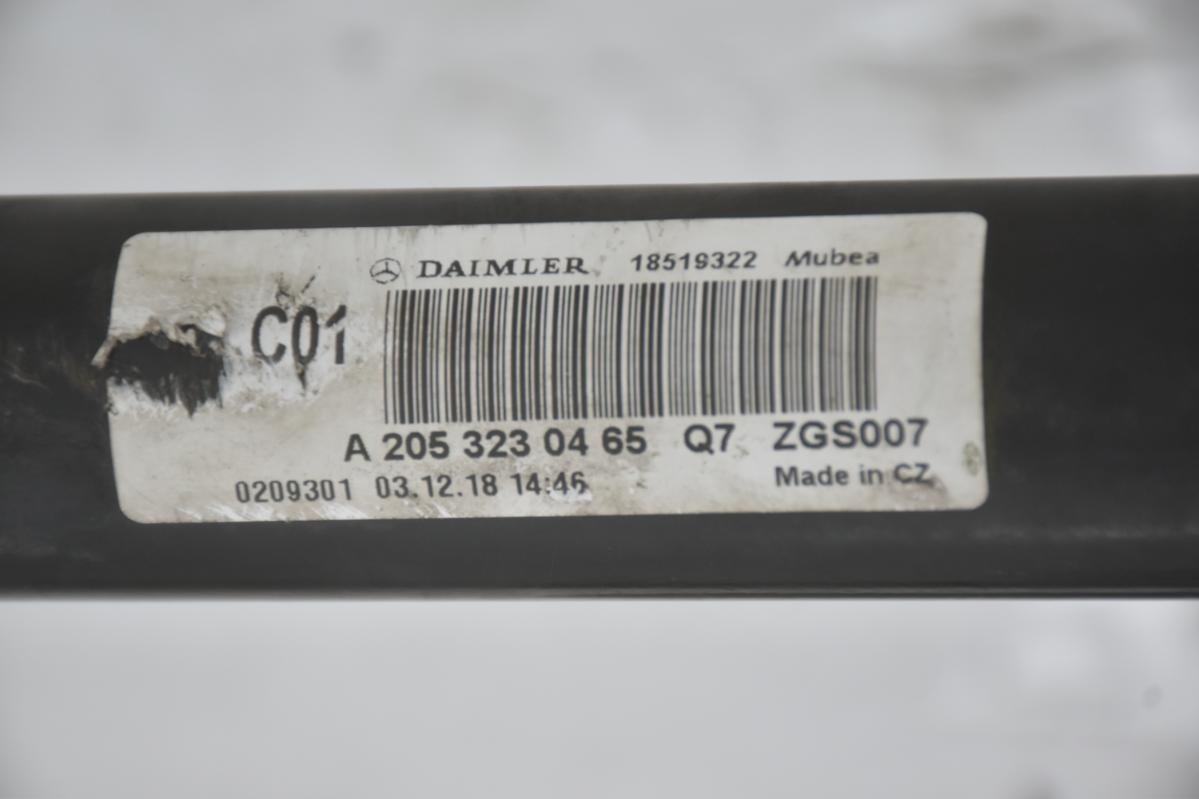 DAIMLER 18519322 Mubea
C01
A 205 323 04 65 Q7 ZGS007
0209301 03.12.18 14:46 Made in CZ